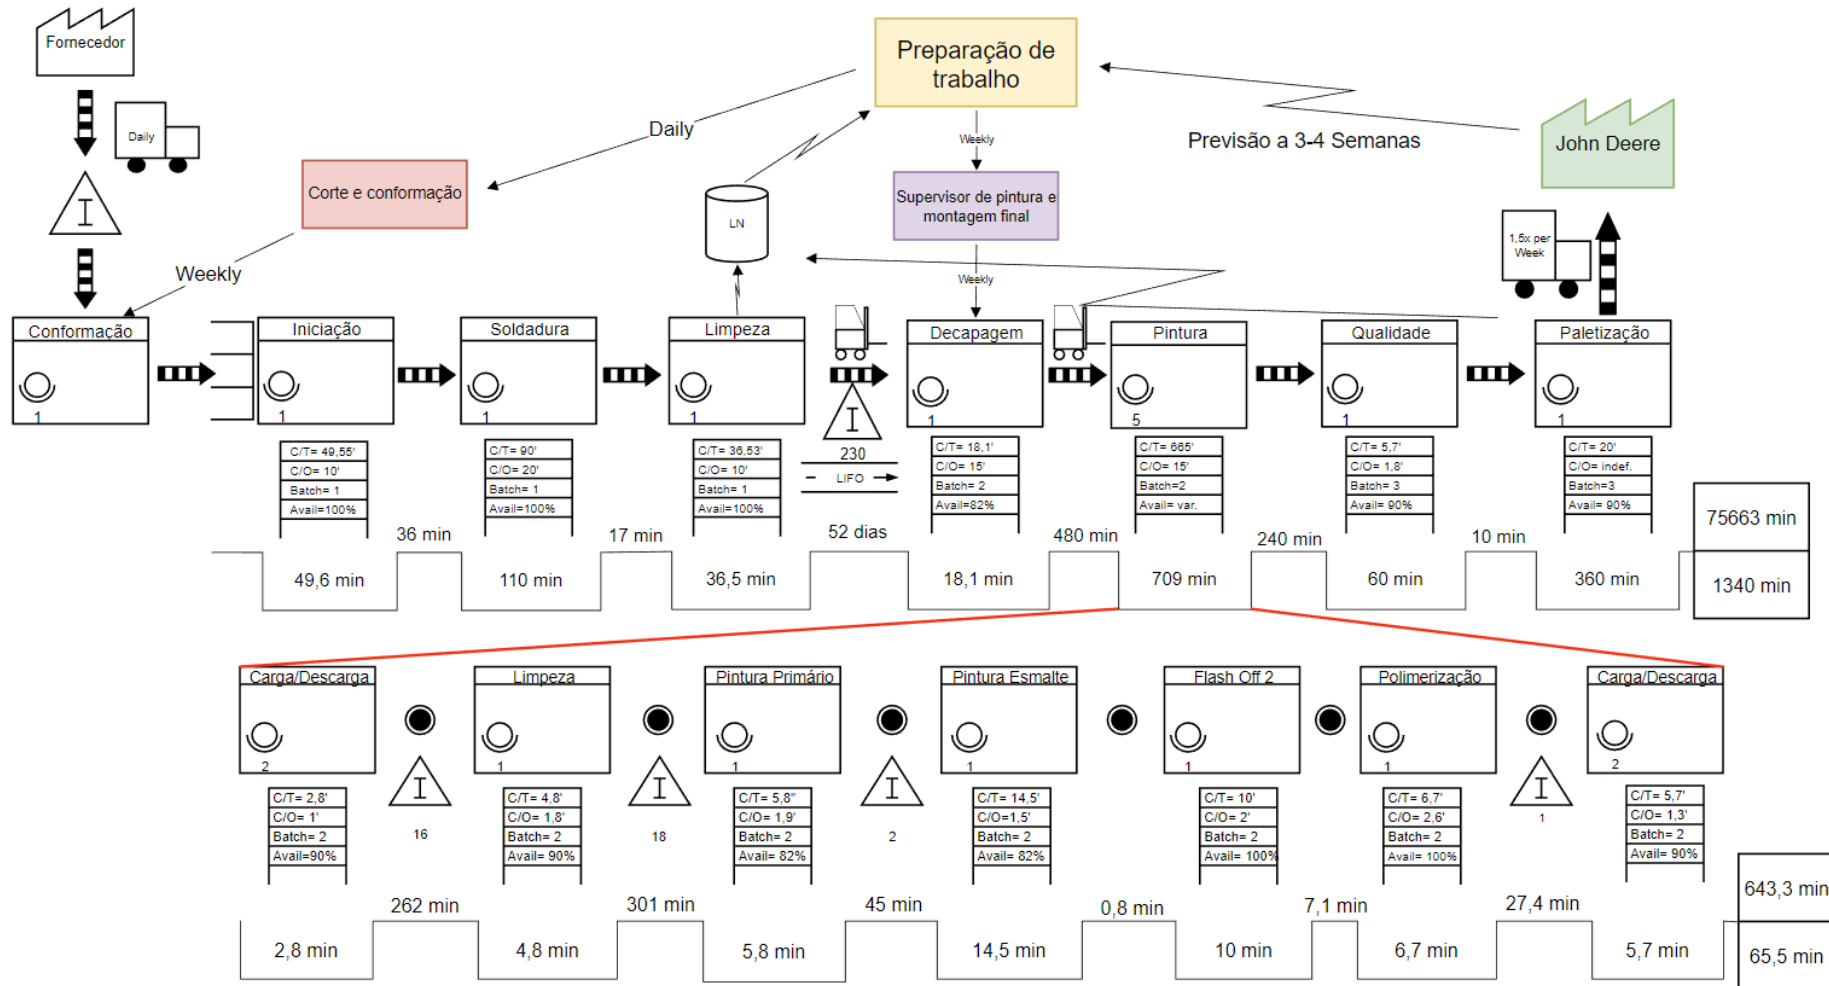 Fornecedor
Daily
I
Preparação de
trabalho
Daily
Weekly
Previsão a 3-4 Semanas
John Deere
Corte e conformação
LN
Supervisor de pintura e
montagem final
1,5x per
Week
Weekly
Weekly
Conformação
1
Iniciação
1
Soldadura
1
Limpeza
1
I
230
LIFO
Decapagem
1
Pintura
5
Qualidade
1
Paletização
1
C/T= 49,55'
C/O= 10'
Batch= 1
Avail=100%
C/T= 90'
C/O= 20'
Batch= 1
Avail=100%
C/T= 36,53'
C/O= 10'
Batch= 1
Avail=100%
C/T= 18,1'
C/O= 15'
Batch= 2
Avail=82%
C/T= 665'
C/O= 15'
Batch=2
Avail= var.
C/T= 5,7'
C/O= 1,8'
Batch= 3
Avail= 90%
C/T= 20'
C/O= indef.
Batch=3
Avail= 90%
36 min
17 min
52 dias
480 min
240 min
10 min
75663 min
49,6 min
110 min
36,5 min
18,1 min
709 min
60 min
360 min
1340 min
Carga/Descarga
2
Limpeza
1
Pintura Primário
1
Pintura Esmalte
1
Flash Off 2
1
Polimerização
1
Carga/Descarga
2
I
16
I
18
I
2
I
1
C/T= 2,8'
C/O= 1'
Batch= 2
Avail=90%
C/T= 4,8'
C/O= 1,8'
Batch= 2
Avail= 90%
C/T= 5,8"
C/O= 1,9'
Batch= 2
Avail= 82%
C/T= 14,5'
C/O=1,5'
Batch= 2
Avail= 82%
C/T= 10'
C/O= 2'
Batch= 2
Avail= 100%
C/T= 6,7'
C/O= 2,6'
Batch= 2
Avail= 100%
C/T= 5,7'
C/O= 1,3'
Batch= 2
Avail= 90%
262 min
301 min
45 min
0,8 min
7,1 min
27,4 min
643,3 min
2,8 min
4,8 min
5,8 min
14,5 min
10 min
6,7 min
5,7 min
65,5 min